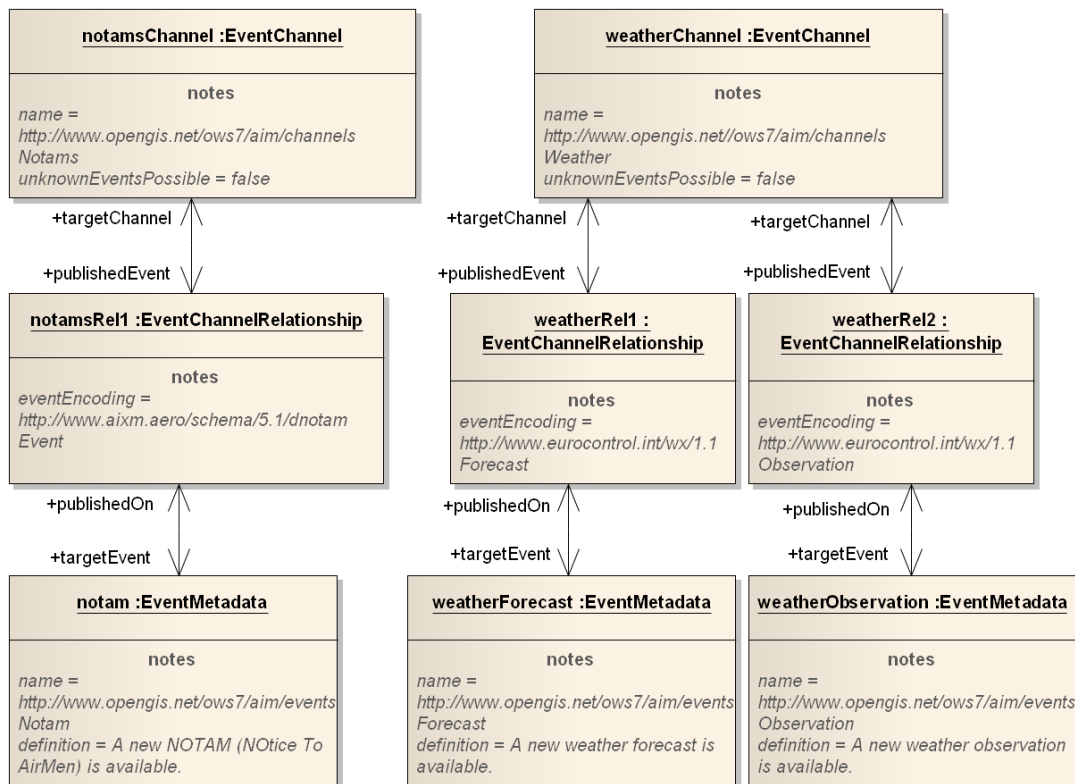 notamsChannel :EventChannel
notes
name =
http://www.opengis.net/ows7/aim/channels
Notams
unknownEventsPossible = false
weatherChannel :EventChannel
notes
name =
http://www.opengis.net//ows7/aim/channels
Weather
unknownEventsPossible = false
+targetChannel
+publishedEvent
+targetChannel
+publishedEvent
+targetChannel
+publishedEvent
notamsRel1 :EventChannelRelationship
notes
eventEncoding =
http://www.aixm.aero/schema/5.1/dnotam
Event
weatherRel1 :
EventChannelRelationship
notes
eventEncoding =
http://www.eurocontrol.int/wx/1.1
Forecast
weatherRel2 :
EventChannelRelationship
notes
eventEncoding =
http://www.eurocontrol.int/wx/1.1
Observation
+publishedOn
+targetEvent
+publishedOn
+targetEvent
+publishedOn
+targetEvent
notam :EventMetadata
notes
name =
http://www.opengis.net/ows7/aim/events
Notam
definition = A new NOTAM (NOtice To
AirMen) is available.
weatherForecast :EventMetadata
notes
name =
http://www.opengis.net/ows7/aim/events
Forecast
definition = A new weather forecast is
available.
weatherObservation :EventMetadata
notes
name =
http://www.opengis.net/ows7/aim/events
Observation
definition = A new weather observation
is available.